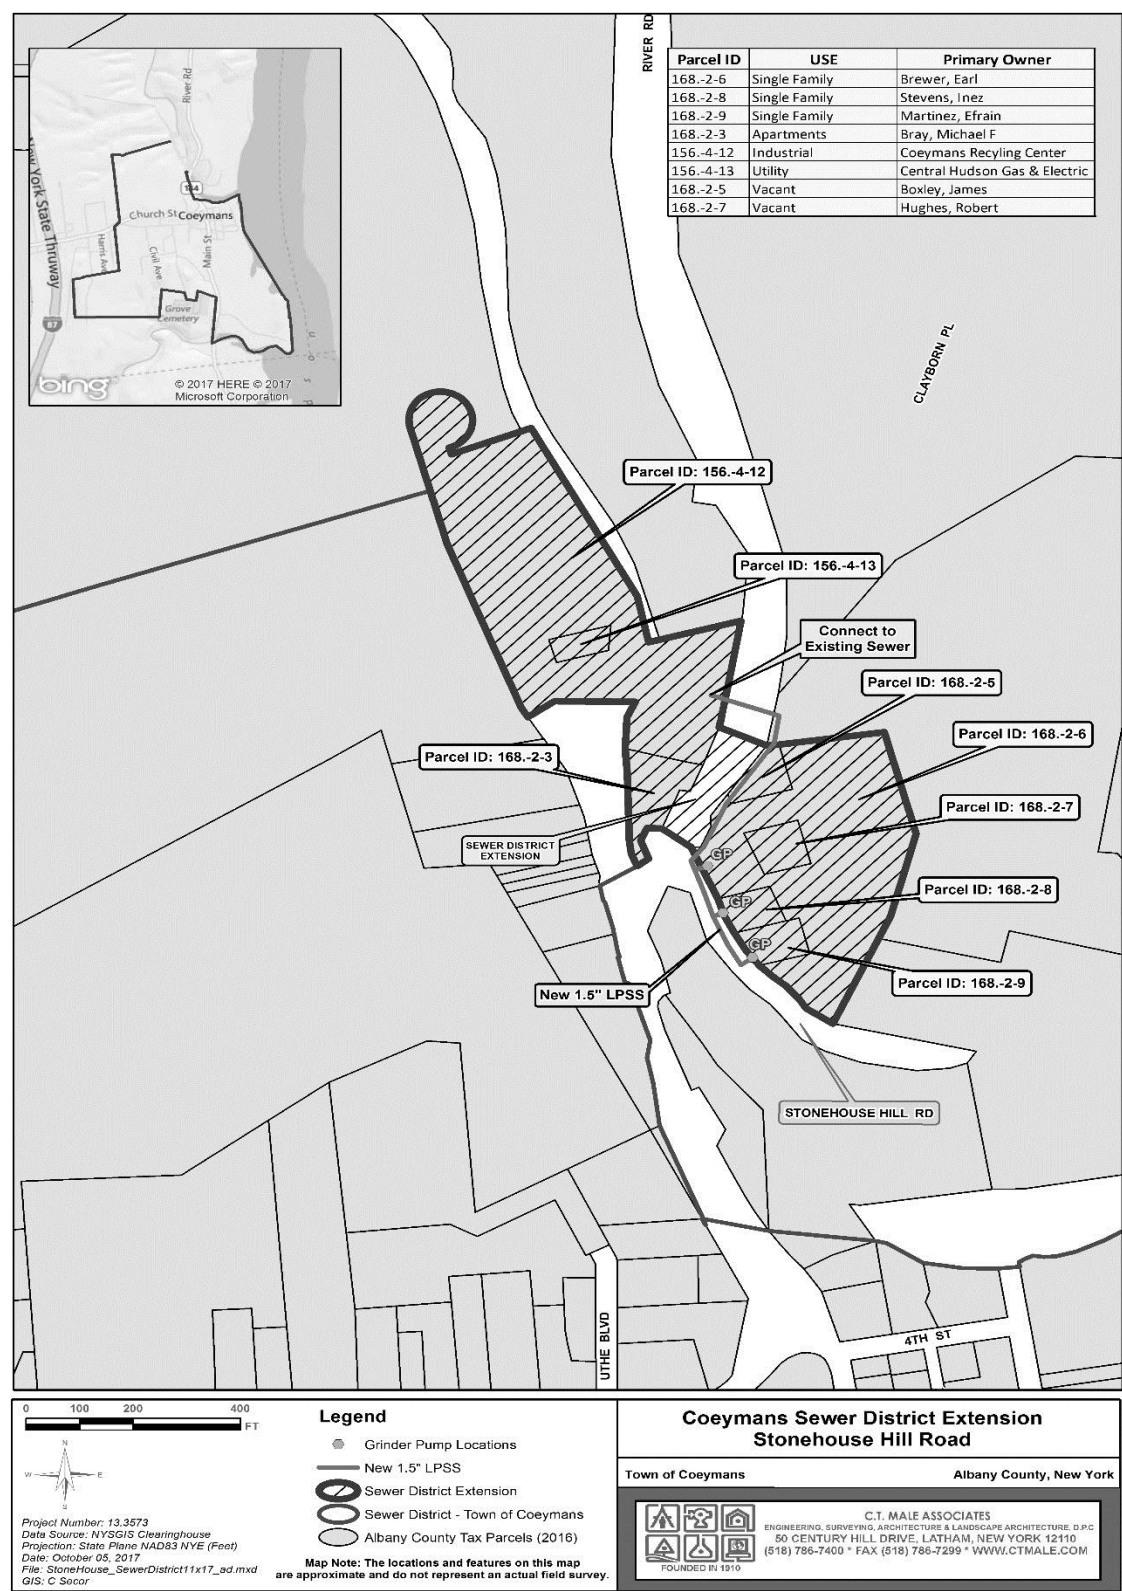 RIVER RD
Parcel ID USE Primary Owner
168.-2-6 Single Family Brewer, Earl
168.-2-8 Single Family Stevens, Inez
168.-2-9 Single Family Martinez, Efrain
168.-2-3 Apartments Bray, Michael F
156.-4-12 Industrial Coeymans Recyling Center
156.-4-13 Utility Central Hudson Gas & Electric
168.-2-5 Vacant Boxley, James
168.-2-7 Vacant Hughes, Robert
River Rd
New York State Thruway
144
Church St
Coeymans
Harris Ave
Civil Ave
Main St
Grove
Cemetery
87
bing
© 2017 HERE © 2017
Microsoft Corporation
CLAYBORN PL
Parcel ID: 156.-4-12
Parcel ID: 156.-4-13
Connect to
Existing Sewer
Parcel ID: 168.-2-5
Parcel ID: 168.-2-6
Parcel ID: 168.-2-3
Parcel ID: 168.-2-7
SEWER DISTRICT
EXTENSION
GP
Parcel ID: 168.-2-8
GP
GP
Parcel ID: 168.-2-9
New 1.5" LPSS
STONEHOUSE HILL RD
UTHE BLVD
4TH ST
0 100 200 400
FT
N
W E
S
Project Number: 13.3573
Data Source: NYSGIS Clearinghouse
Projection: State Plane NAD83 NYE (Feet)
Date: October 05, 2017
File: StoneHouse_SewerDistrict11x17_ad.mxd
GIS: C Secor
Legend
Grinder Pump Locations
New 1.5" LPSS
Sewer District Extension
Sewer District - Town of Coeymans
Albany County Tax Parcels (2016)
Map Note: The locations and features on this map
are approximate and do not represent an actual field survey.
Coeymans Sewer District Extension
Stonehouse Hill Road
Town of Coeymans Albany County, New York
C.T. MALE ASSOCIATES
ENGINEERING, SURVEYING, ARCHITECTURE & LANDSCAPE ARCHITECTURE, D.P.C
50 CENTURY HILL DRIVE, LATHAM, NEW YORK 12110
(518) 786-7400 * FAX (518) 786-7299 * WWW.CTMALE.COM
FOUNDED IN 1910